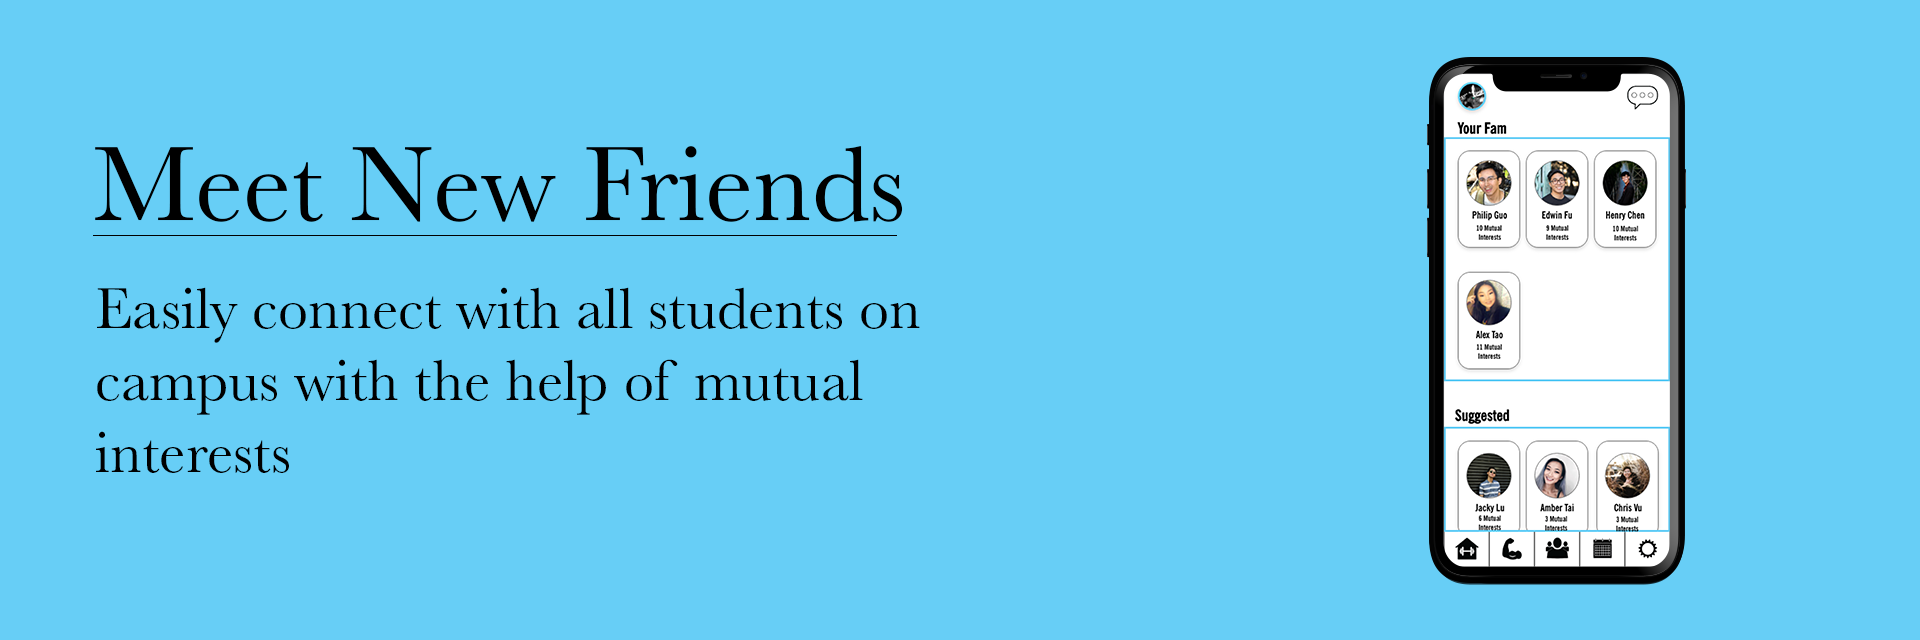 Meet New Friends
Easily connect with all students on
campus with the help of mutual
interests
Your Fam
Philip Guo
10 Mutual
Interests
Edwin Fu
9 Mutual
Interests
Henry Chen
10 Mutual
Interests
Alex Tao
11 Mutual
Interests
Suggested
Jacky Lu
6 Mutual
Interests
Amber Tai
3 Mutual
Interests
Chris Vu
3 Mutual
Interests